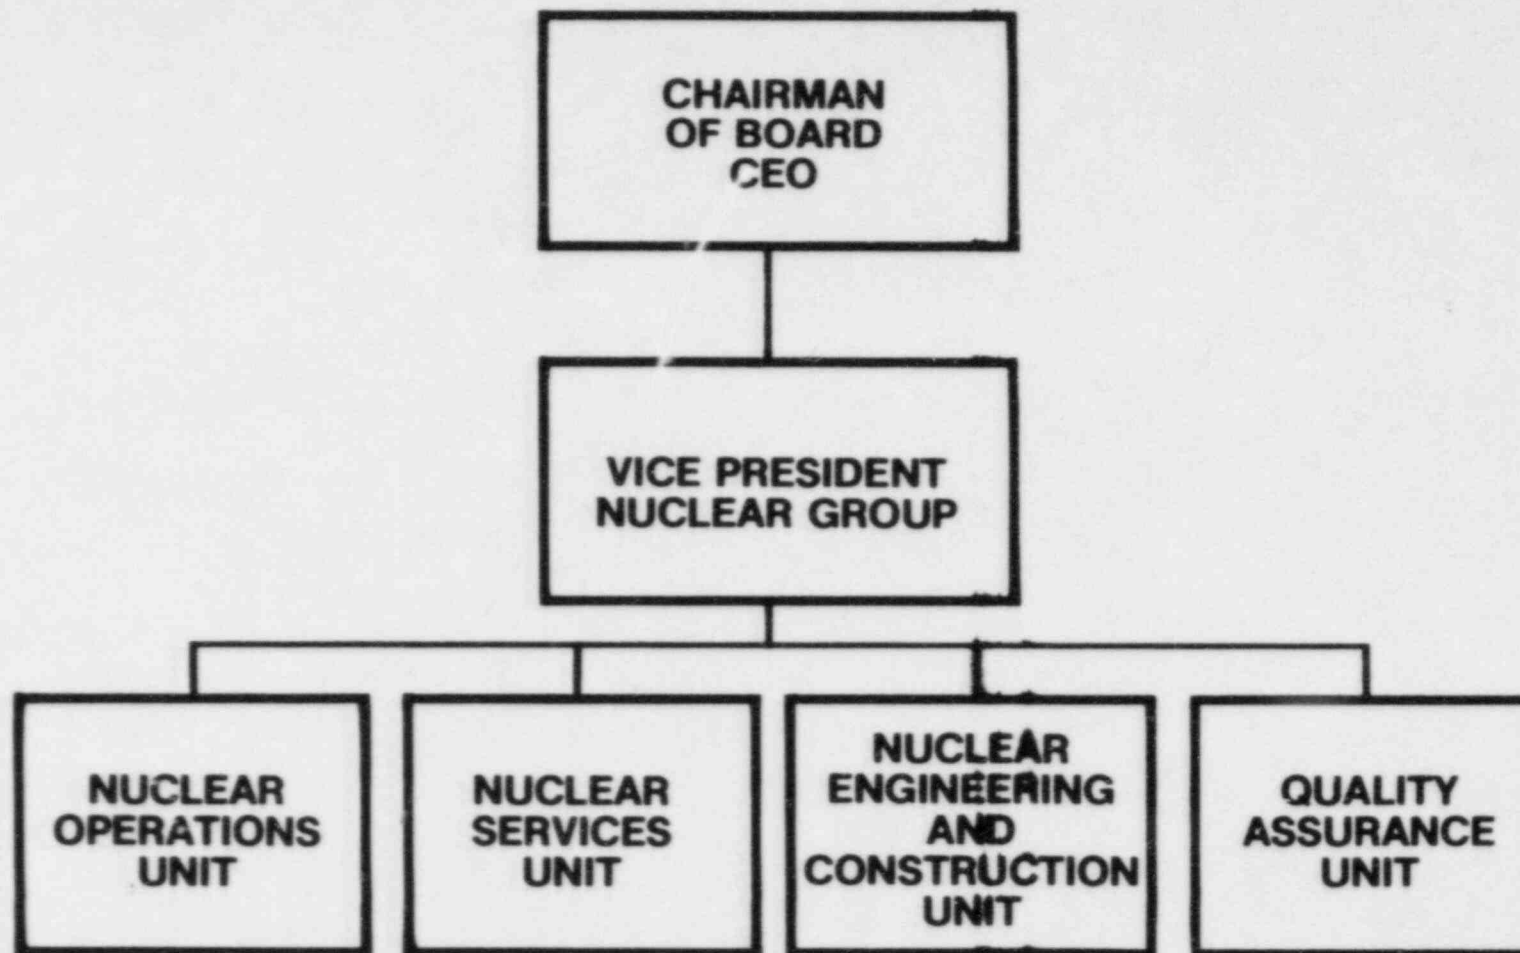 CHAIRMAN
OF BOARD
CEO
VICE PRESIDENT
NUCLEAR GROUP
NUCLEAR
OPERATIONS
UNIT
NUCLEAR
SERVICES
UNIT
NUCLEAR
ENGINEERING
AND
CONSTRUCTION
UNIT
QUALITY
ASSURANCE
UNIT